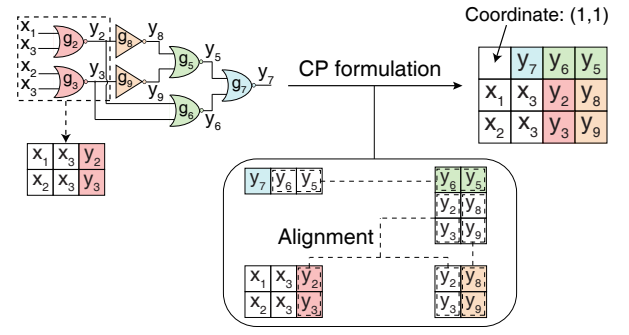 Coordinate: (1,1)
x1 g2 y2 g8 y8
x3
x2 g3 y3 g9 y9
x3
g5 y5
g6 y6
g7 y7
CP formulation
y7 y6 y5
x1 x3 y2 y8
x2 x3 y3 y9
x1 x3 y2
x2 x3 y3
y7 y6 y5
y6 y5
y2 y8
y3 y9
Alignment
x1 x3 y2
x2 x3 y3
y2 y8
y3 y9